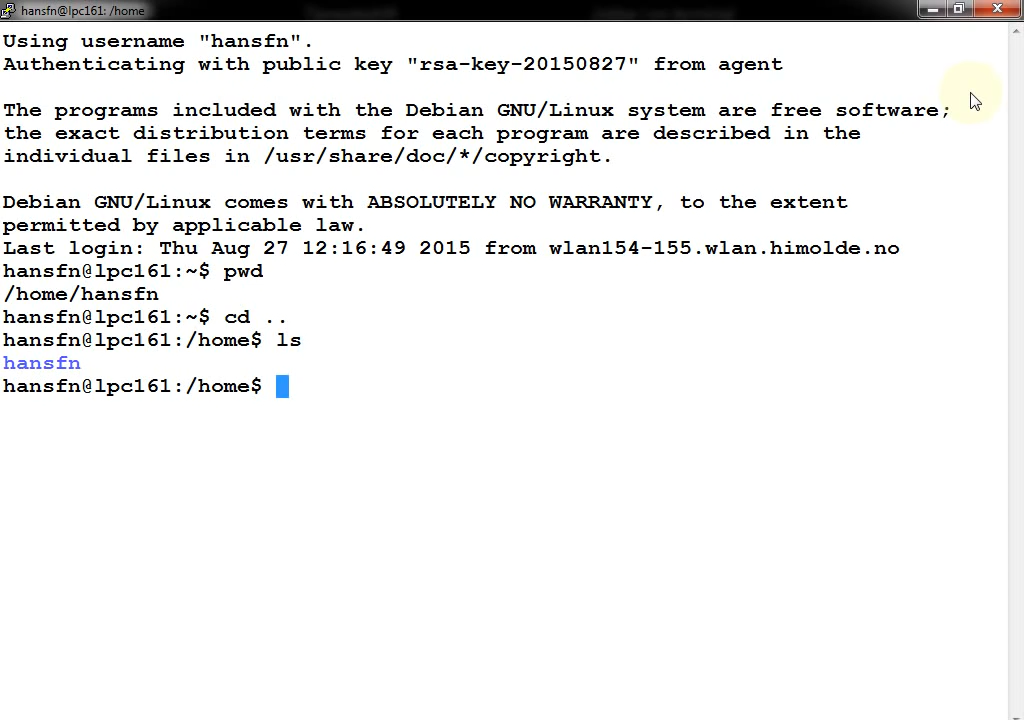 hansfn@lpc161: /home
Using username "hansfn".
Authenticating with public key "rsa-key-20150827" from agent
The programs included with the Debian GNU/Linux system are free software;
the exact distribution terms for each program are described in the
individual files in /usr/share/doc/*/copyright.
Debian GNU/Linux comes with ABSOLUTELY NO WARRANTY, to the extent
permitted by applicable law.
Last login: Thu Aug 27 12:16:49 2015 from wlan154-155.wlan.himolde.no
hansfn@lpc161:~$ pwd
/home/hansfn
hansfn@lpc161:~$ cd ..
hansfn@lpc161:/home$ ls
hansfn
hansfn@lpc161:/home$